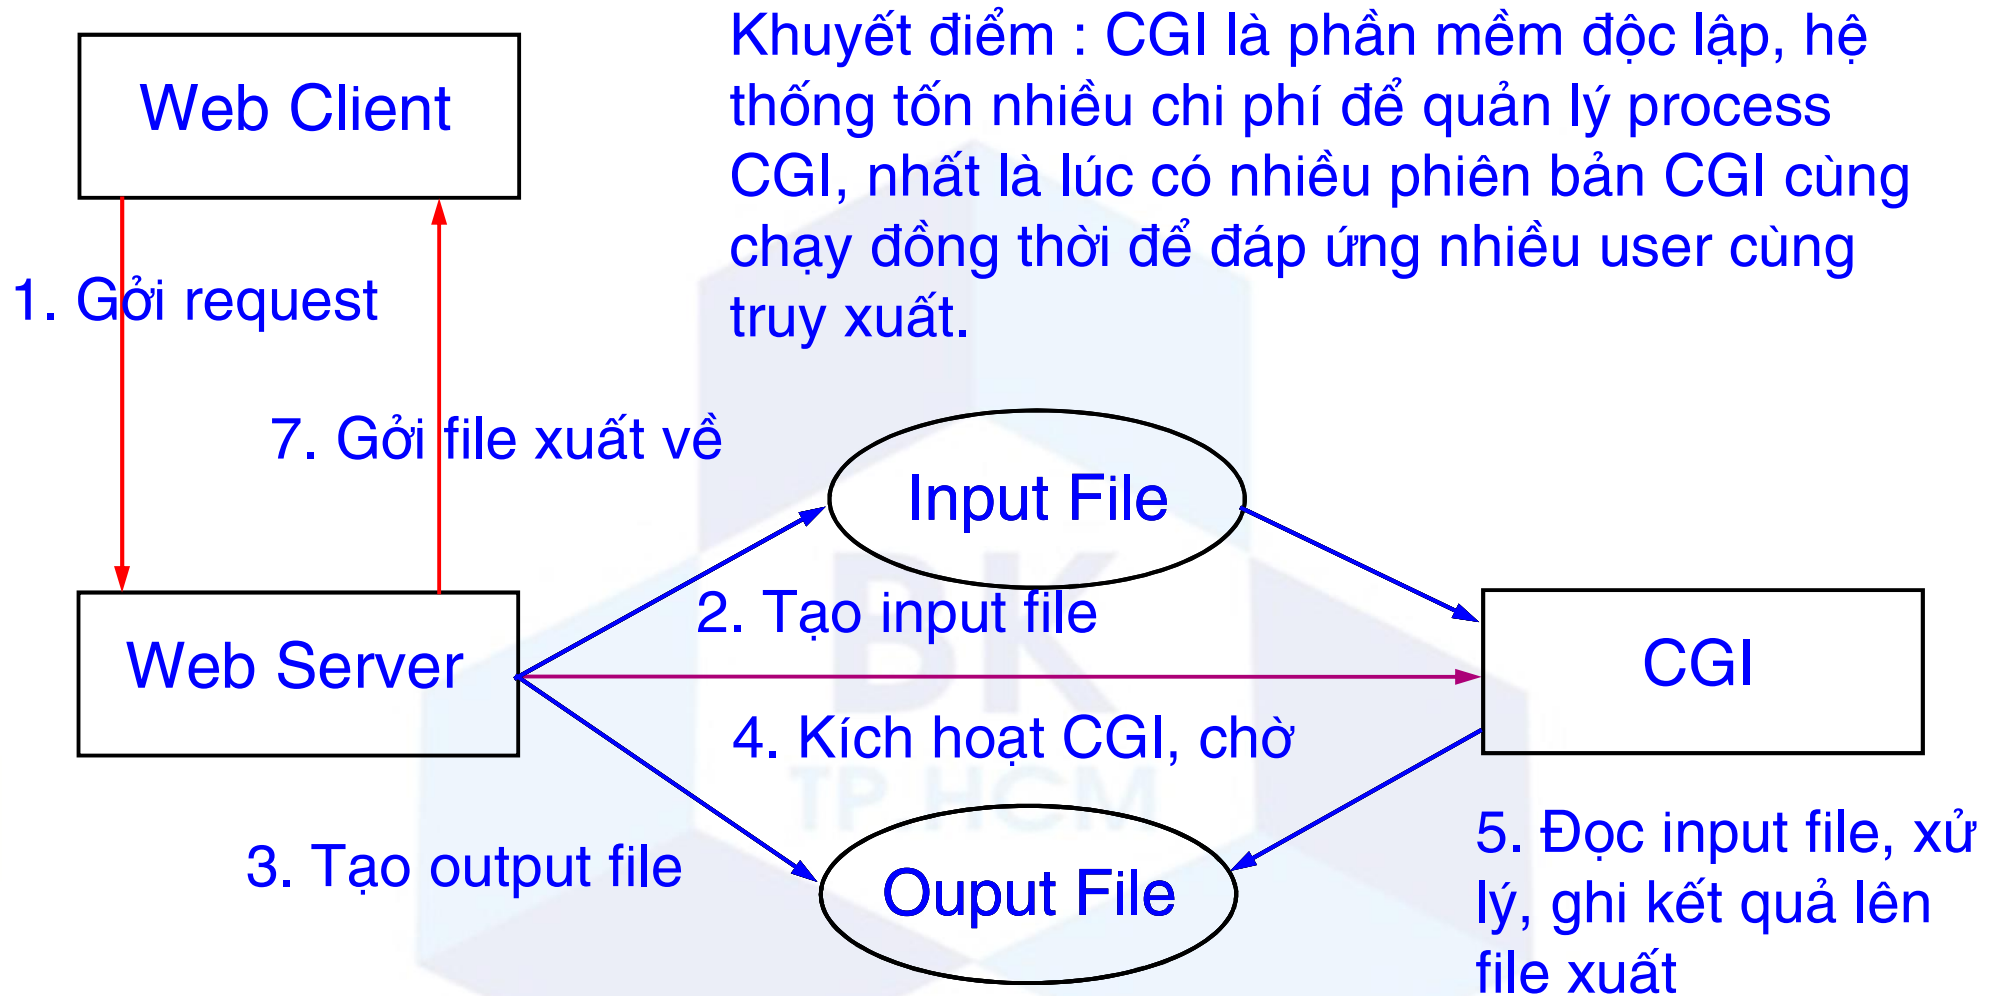 Web Client
Khuyết điểm : CGI là phần mềm độc lập, hệ
thống tốn nhiều chi phí để quản lý process
CGI, nhất là lúc có nhiều phiên bản CGI cùng
chạy đồng thời để đáp ứng nhiều user cùng
truy xuất.
1. Gởi request
7. Gởi file xuất về
Input File
2. Tạo input file
Web Server
CGI
4. Kích hoạt CGI, chờ
3. Tạo output file
Ouput File
5. Đọc input file, xử
lý, ghi kết quả lên
file xuất
BK
TP HCM